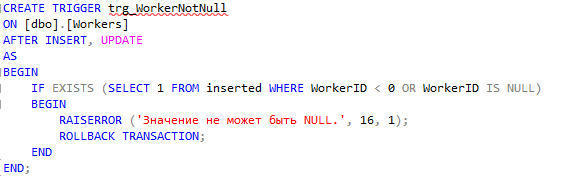 CREATE TRIGGER trg_WorkerNotNull
ON [dbo].[Workers]
AFTER INSERT, UPDATE
AS
BEGIN
IF EXISTS (SELECT 1 FROM inserted WHERE WorkerID < 0 OR WorkerID IS NULL)
BEGIN
RAISERROR ('Значение не может быть NULL.', 16, 1);
ROLLBACK TRANSACTION;
END
END;